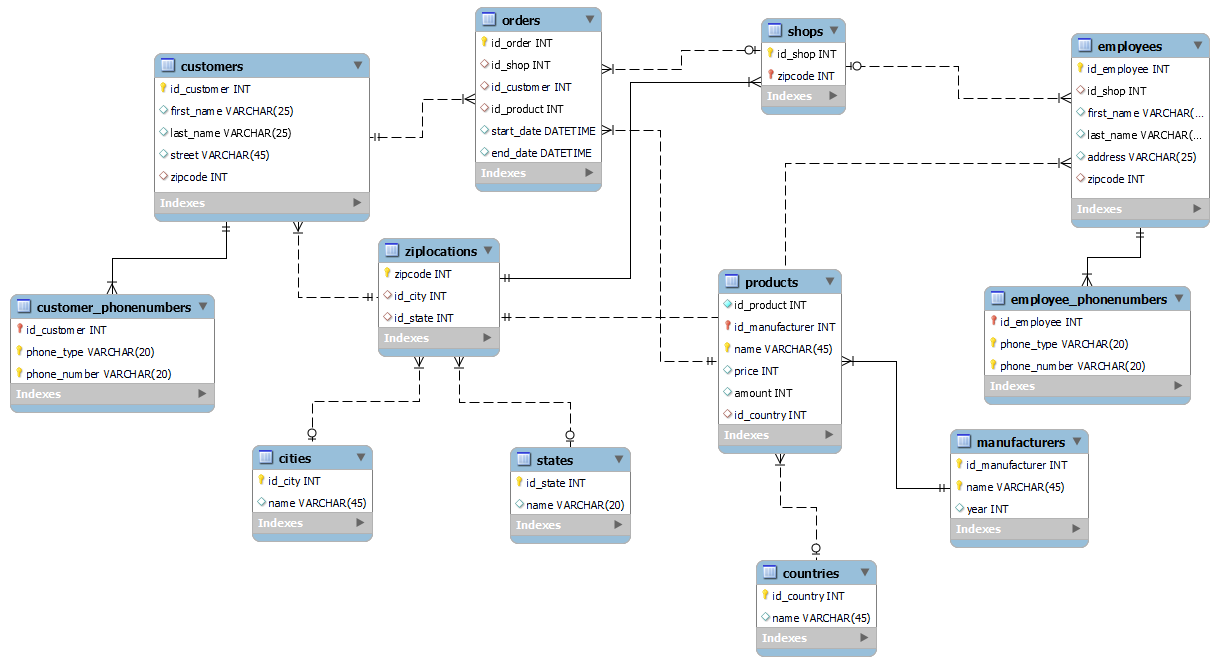 orders
id_order INT
id_shop INT
id_customer INT
id_product INT
start_date DATETIME
end_date DATETIME
Indexes
shops
id_shop INT
zipcode INT
Indexes
employees
id_employee INT
id_shop INT
first_name VARCHAR(...
last_name VARCHAR(...
address VARCHAR(25)
zipcode INT
Indexes
customers
id_customer INT
first_name VARCHAR(25)
last_name VARCHAR(25)
street VARCHAR(45)
zipcode INT
Indexes
ziplocations
zipcode INT
id_city INT
id_state INT
Indexes
products
id_product INT
id_manufacturer INT
name VARCHAR(45)
price INT
amount INT
id_country INT
Indexes
employee_phonenumbers
id_employee INT
phone_type VARCHAR(20)
phone_number VARCHAR(20)
Indexes
customer_phonenumbers
id_customer INT
phone_type VARCHAR(20)
phone_number VARCHAR(20)
Indexes
cities
id_city INT
name VARCHAR(45)
Indexes
states
id_state INT
name VARCHAR(20)
Indexes
manufacturers
id_manufacturer INT
name VARCHAR(45)
year INT
Indexes
countries
id_country INT
name VARCHAR(45)
Indexes